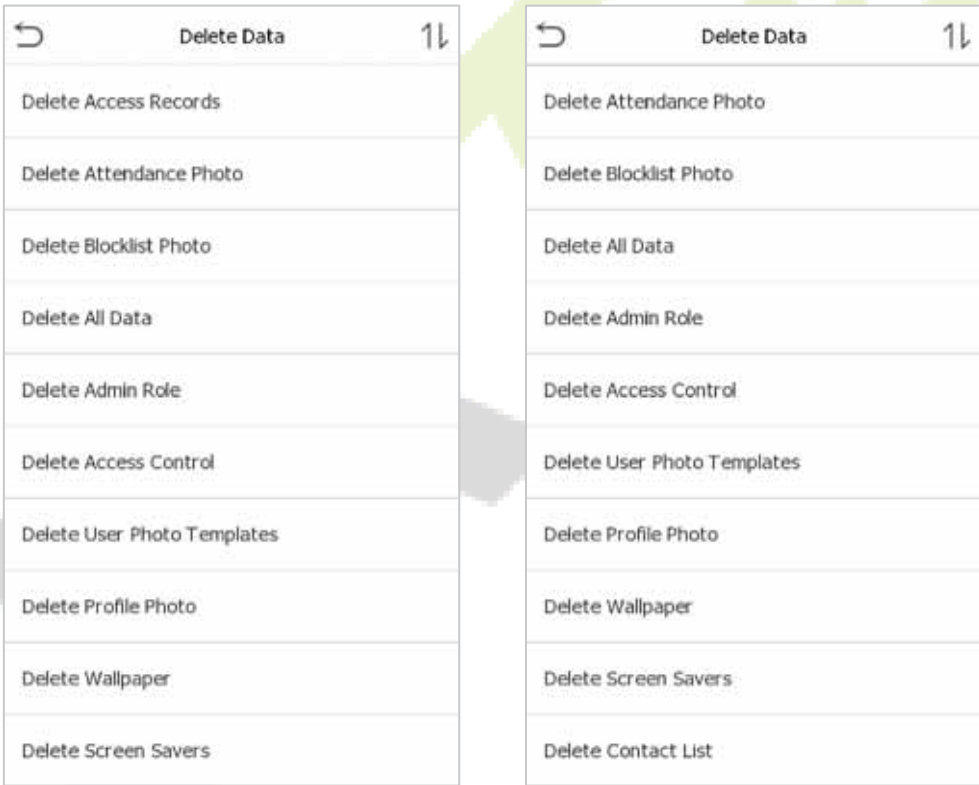 Delete Data
Delete Access Records
Delete Attendance Photo
Delete Blocklist Photo
Delete All Data
Delete Admin Role
Delete Access Control
Delete User Photo Templates
Delete Profile Photo
Delete Wallpaper
Delete Screen Savers
Delete Data
Delete Attendance Photo
Delete Blocklist Photo
Delete All Data
Delete Admin Role
Delete Access Control
Delete User Photo Templates
Delete Profile Photo
Delete Wallpaper
Delete Screen Savers
Delete Contact List